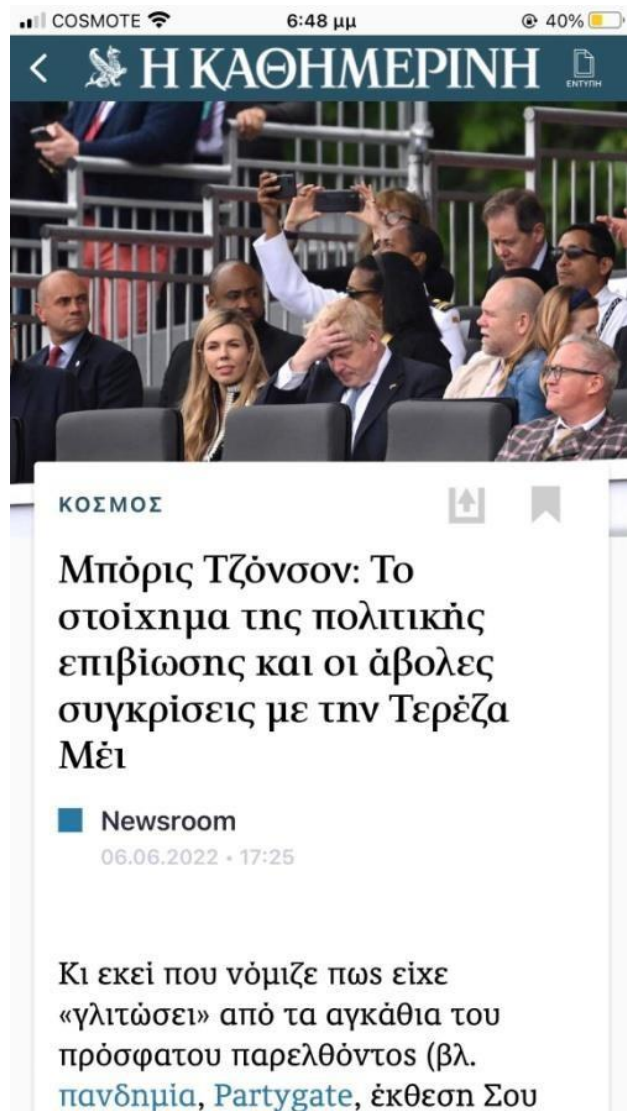 COSMOTE 6:48 μμ 40%
Η ΚΑΘΗΜΕΡΙΝΗ
ΕΝΤΥΠΗ
ΚΟΣΜΟΣ
Μπόρις Τζόνσον: Το
στοίχημα της πολιτικής
επιβίωσης και οι άβολες
συγκρίσεις με την Τερέζα
Μέι
Newsroom
06.06.2022 • 17:25
Κι εκεί που νόμιζε πως είχε
«γλιτώσει» από τα αγκάθια του
πρόσφατου παρελθόντος (βλ.
πανδημία, Partygate, έκθεση Σου